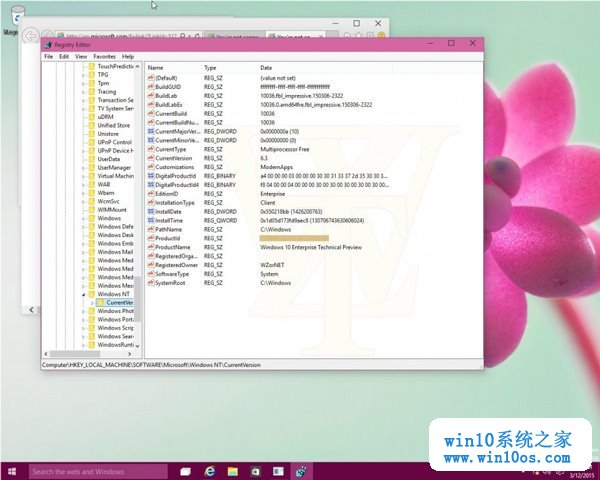 Registry Editor
File Edit View Favorites Help
TouchPredictio
TPG
Tpm
Tracing
Transaction Se
TV System Serv
uDRM
Unified Store
Unistore
UPnP Control
UPnP Device H
UserData
UserManager
Virtual Machin
WAB
Wbem
WcmSvc
WIMMount
Windows
Windows Desk
Windows Defe
Windows Emb
Windows Mail
Windows Med
Windows Med
Windows Med
Windows Mess
Windows NT
CurrentVer
Windows Phot
Windows Port
Windows Scrip
Windows Sear
WindowsRunti
Name Type Data
(Default) REG_SZ (value not set)
BuildGUID REG_SZ ffffffff-ffff-ffff-ffff-ffffffffffff
BuildLab REG_SZ 10036.fbl_impressive.150306-2322
BuildLabEx REG_SZ 10036.0.amd64fre.fbl_impressive.150306-2322
CurrentBuild REG_SZ 10036
CurrentBuildNu... REG_SZ 10036
CurrentMajorVer... REG_DWORD 0x0000000a (10)
CurrentMinorVe... REG_DWORD 0x00000000 (0)
CurrentType REG_SZ Multiprocessor Free
CurrentVersion REG_SZ 6.3
Customizations REG_SZ ModernApps
DigitalProductId REG_BINARY a4 00 00 00 03 00 00 00 30 30 31 33 37 2d 35 30 30 3...
DigitalProductId4 REG_BINARY f8 04 00 00 04 00 00 00 30 00 30 00 30 00 30 00 30 00...
EditionID REG_SZ Enterprise
InstallationType REG_SZ Client
InstallDate REG_DWORD 0x550218bb (1426200763)
InstallTime REG_QWORD
PathName REG_SZ C:\Windows
ProductId REG_SZ
ProductName REG_SZ Windows 10 Enterprise Technical Preview
RegisteredOrga... REG_SZ
RegisteredOwner REG_SZ WZorNET
SoftwareType REG_SZ System
SystemRoot REG_SZ C:\Windows
Computer\HKEY_LOCAL_MACHINE\SOFTWARE\Microsoft\Windows NT\CurrentVersion
win10系统之家
www.win10os.com
Search the web and Windows
3/12/2015